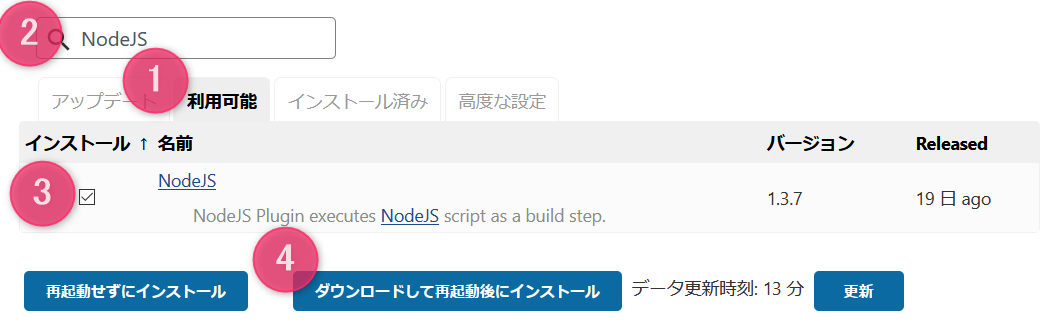 2
NodeJS
1
アップデート 利用可能 インストール済み 高度な設定
インストール ↑ 名前 バージョン Released
3
NodeJS 1.3.7 19 日 ago
NodeJS Plugin executes NodeJS script as a build step.
4
再起動せずにインストール ダウンロードして再起動後にインストール データ更新時刻: 13 分 更新